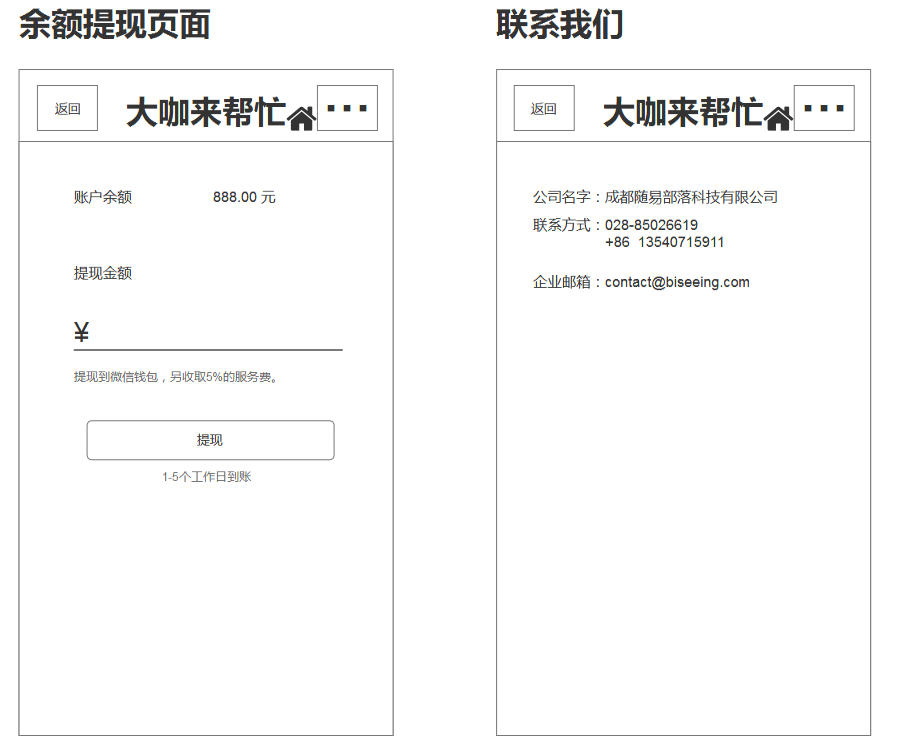 余额提现页面
返回
大咖来帮忙
账户余额 888.00 元
提现金额
¥
提现到微信钱包，另收取5%的服务费。
提现
1-5个工作日到账
联系我们
返回
大咖来帮忙
公司名字：成都随易部落科技有限公司
联系方式：028-85026619
+86 13540715911
企业邮箱：contact@biseeing.com